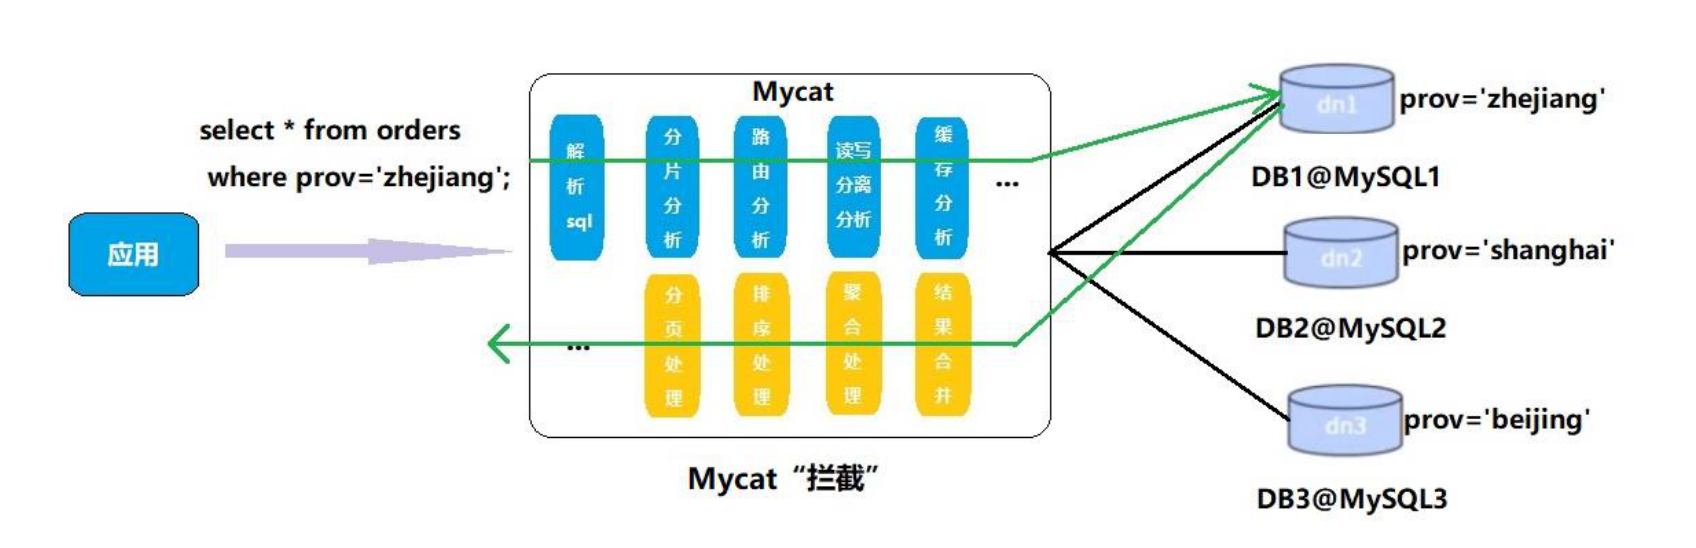 Mycat
select * from orders
where prov='zhejiang';
应用
解析sql
分片分析
路由分析
读写分离分析
缓存分析
...
...
分页处理
排序处理
聚合处理
结果合并
Mycat “拦截”
dn1
prov='zhejiang'
DB1@MySQL1
dn2
prov='shanghai'
DB2@MySQL2
dn3
prov='beijing'
DB3@MySQL3